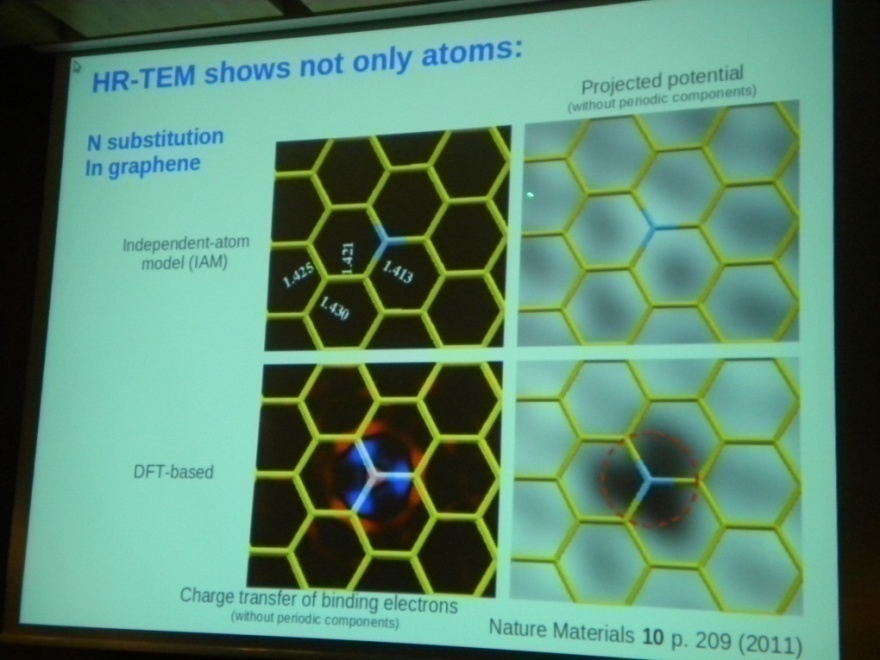 HR-TEM shows not only atoms:
Projected potential
(without periodic components)
N substitution
In graphene
Independent-atom
model (IAM)
1.425
1.421
1.413
1.430
DFT-based
Charge transfer of binding electrons
(without periodic components)
Nature Materials 10 p. 209 (2011)